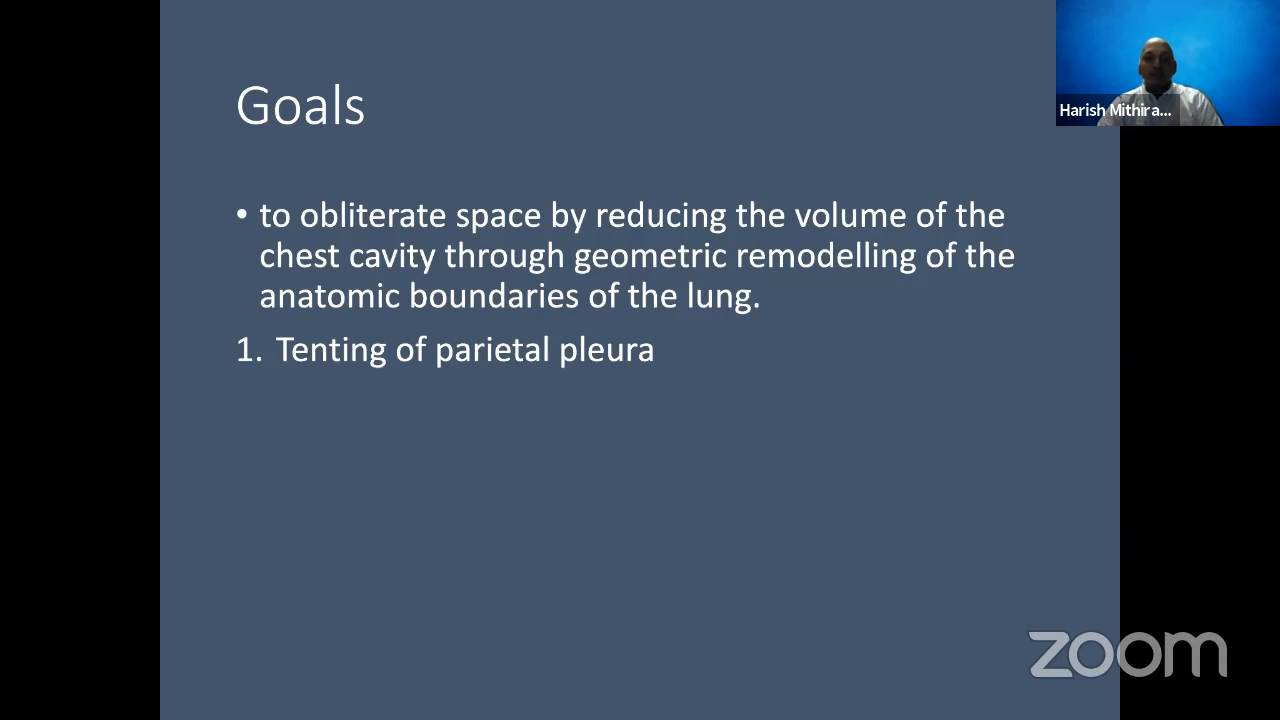 Goals
• to obliterate space by reducing the volume of the
chest cavity through geometric remodelling of the
anatomic boundaries of the lung.
1. Tenting of parietal pleura
Harish Mithira...
zoom